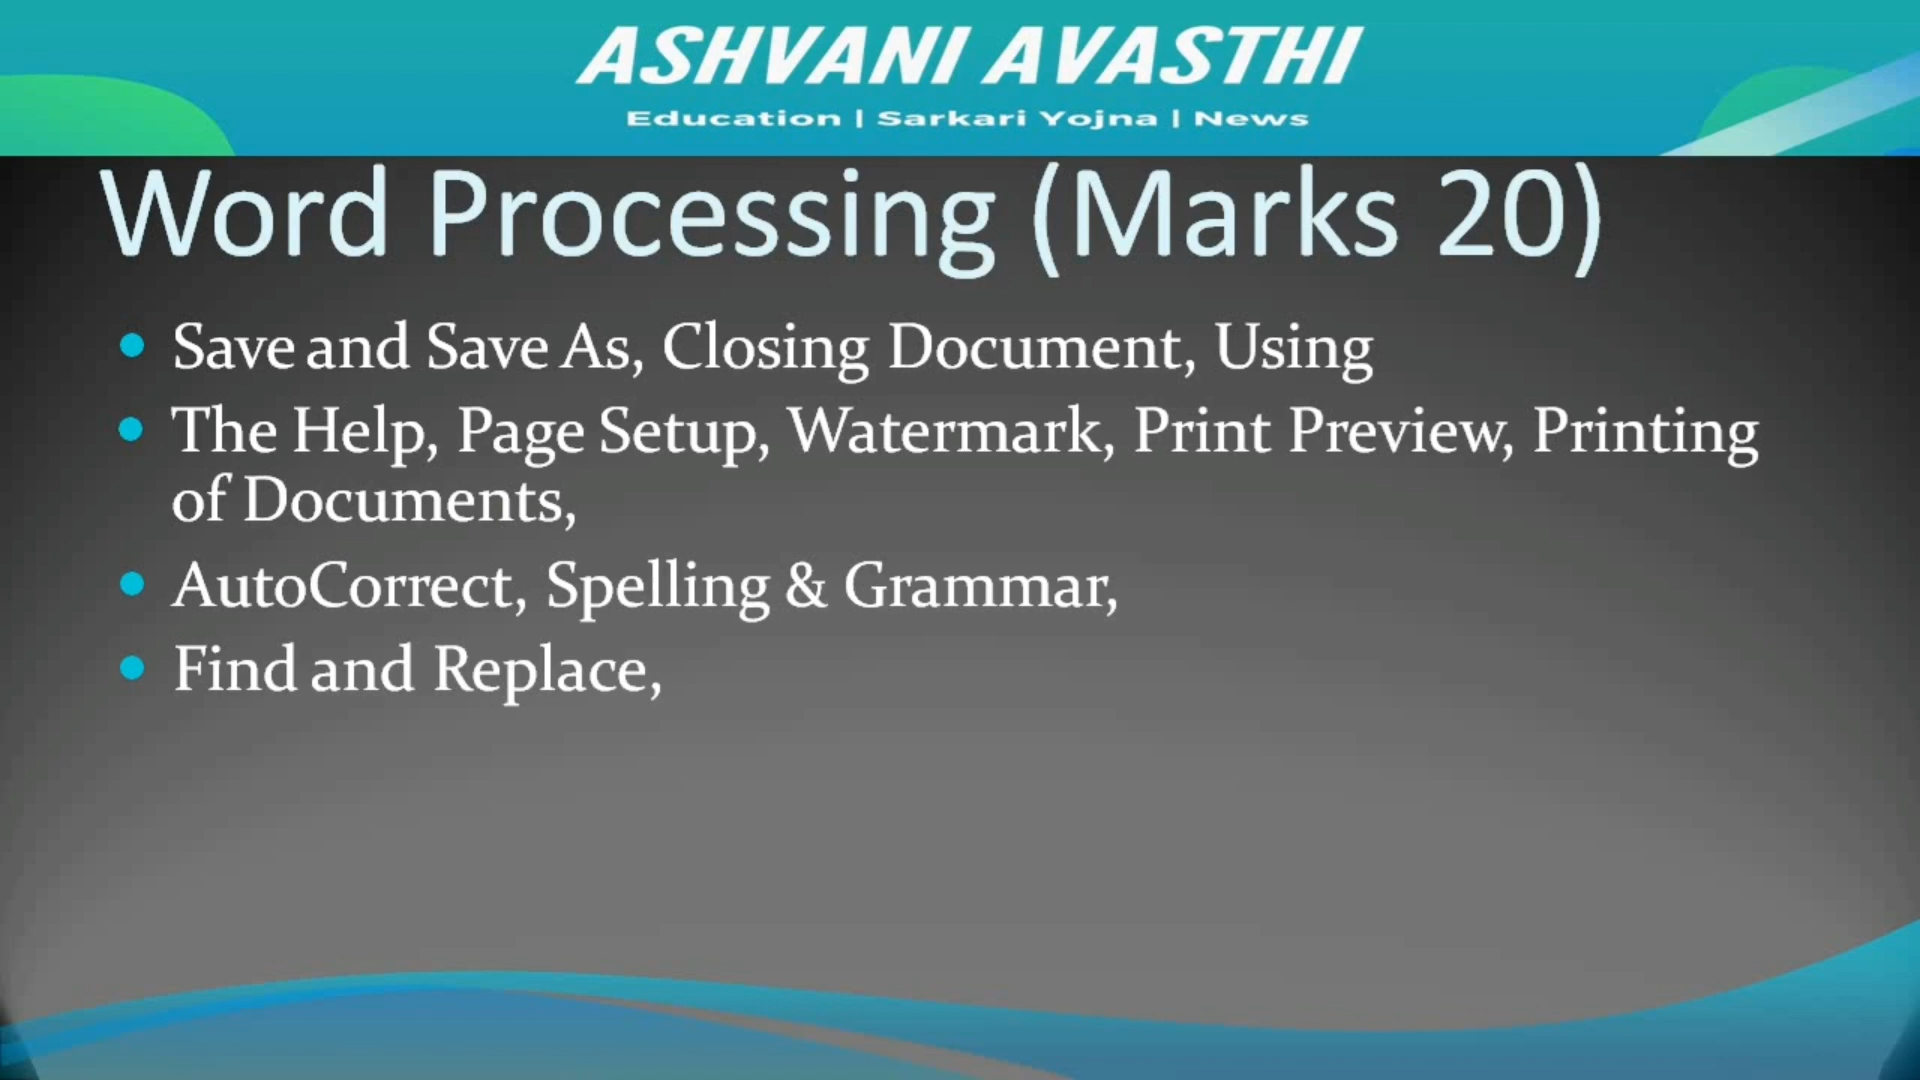 ASHVANI AVASTHI
Education | Sarkari Yojna | News
Word Processing (Marks 20)
Save and Save As, Closing Document, Using
The Help, Page Setup, Watermark, Print Preview, Printing
of Documents,
AutoCorrect, Spelling & Grammar,
Find and Replace,